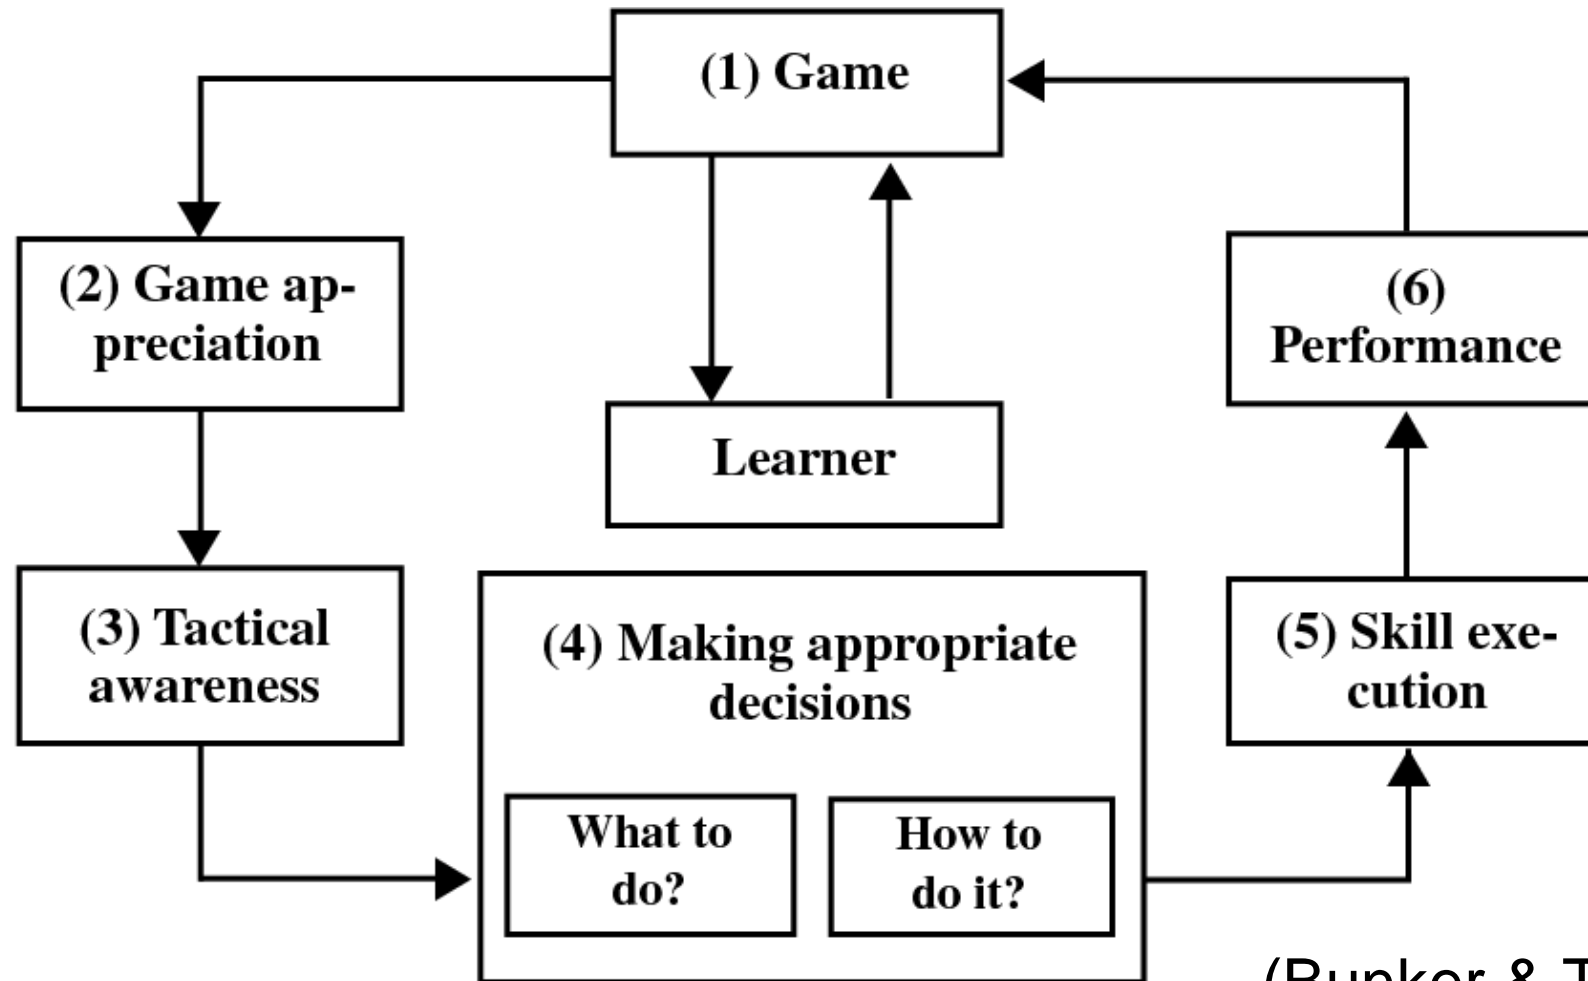 (1) Game
(2) Game ap-
preciation
(6)
Performance
Learner
(3) Tactical
awareness
(4) Making appropriate
decisions
(5) Skill exe-
cution
What to
do?
How to
do it?
(Bunker & T